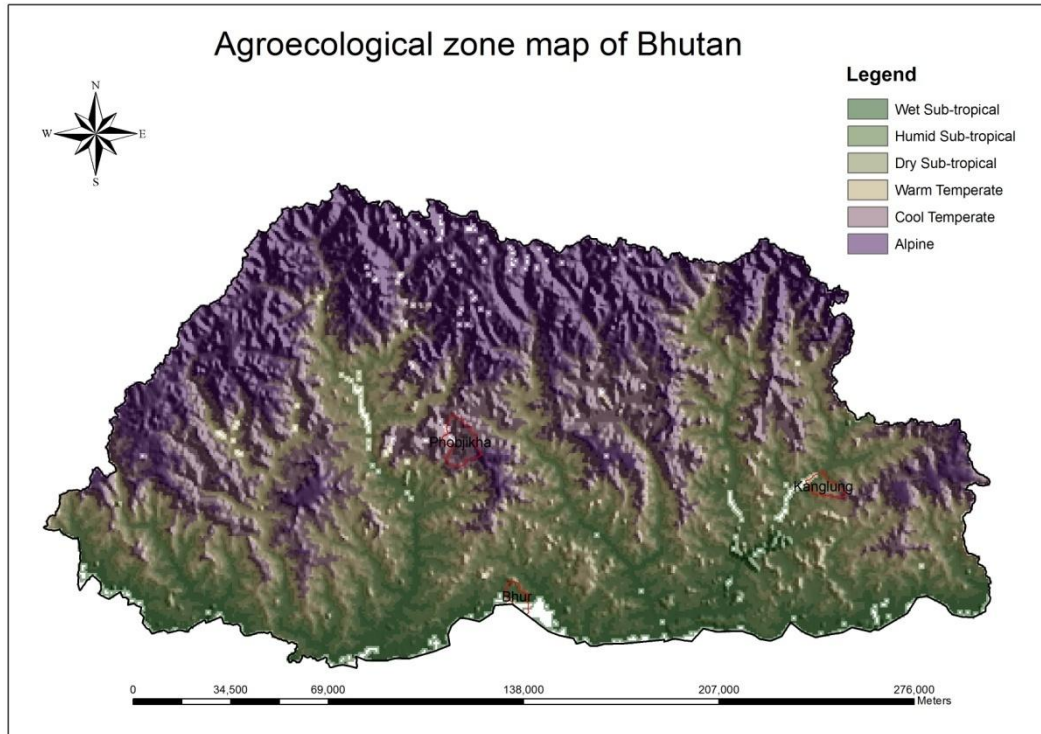 Agroecological zone map of Bhutan
Legend
Wet Sub-tropical
Humid Sub-tropical
Dry Sub-tropical
Warm Temperate
Cool Temperate
Alpine
N
W E
S
Phobjikha
Kanglung
Bhur
0 34,500 69,000 138,000 207,000 276,000
Meters